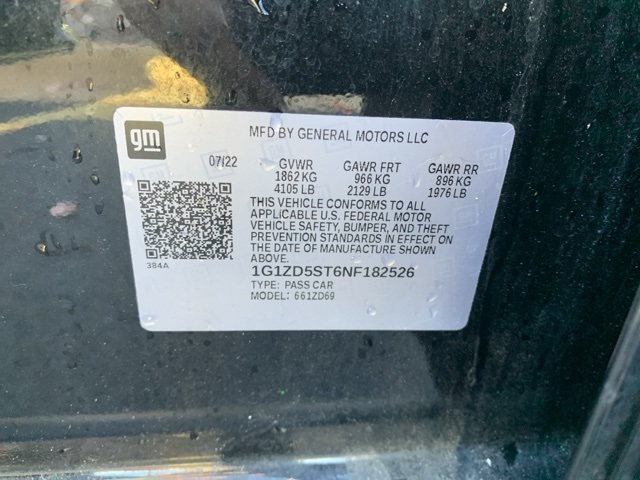 gm
MFD BY GENERAL MOTORS LLC
07/22 GVWR GAWR FRT GAWR RR
1862 KG 966 KG 896 KG
4105 LB 2129 LB 1976 LB
THIS VEHICLE CONFORMS TO ALL
APPLICABLE U.S. FEDERAL MOTOR
VEHICLE SAFETY, BUMPER, AND THEFT
PREVENTION STANDARDS IN EFFECT ON
THE DATE OF MANUFACTURE SHOWN
ABOVE.
384A
1G1ZD5ST6NF182526
TYPE: PASS CAR
MODEL: 661ZD69